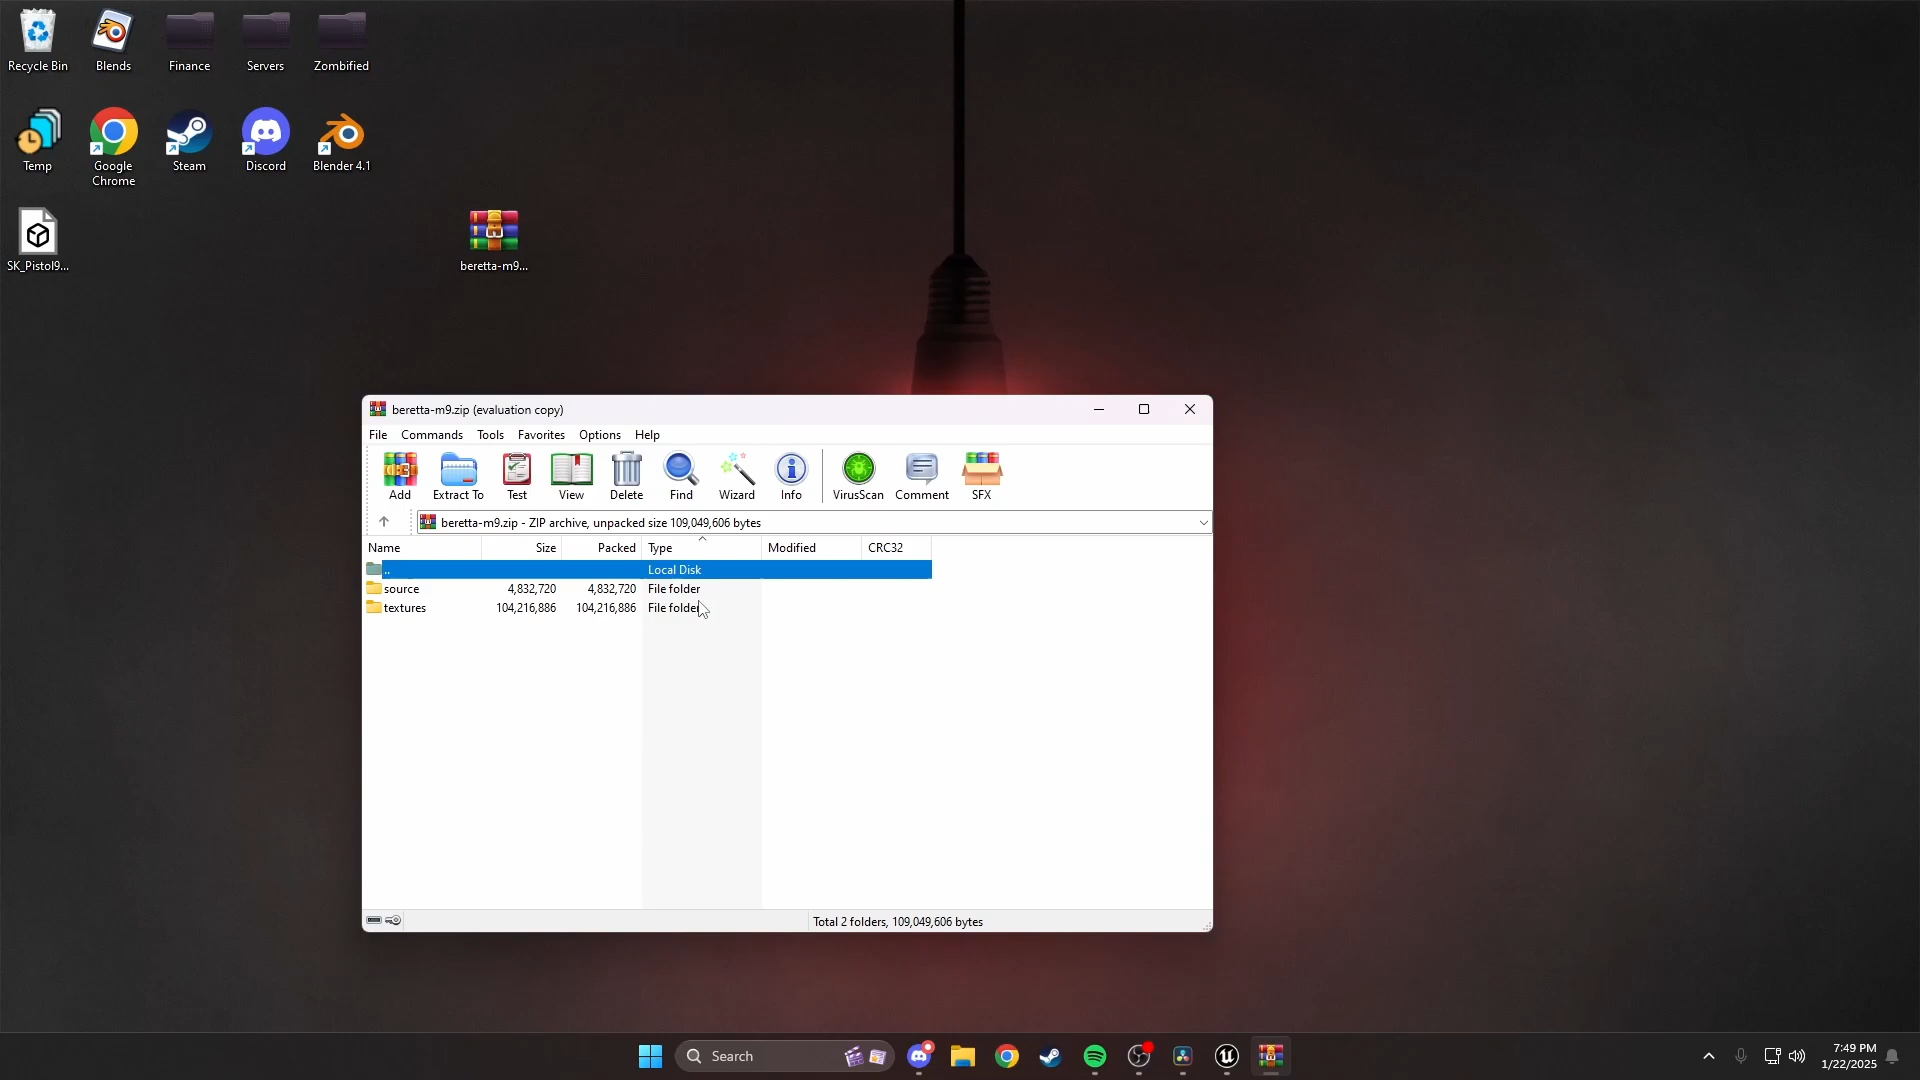 Recycle Bin
Blends
Finance
Servers
Zombified
Temp
Google
Chrome
Steam
Discord
Blender 4.1
SK_Pistol9...
beretta-m9...
beretta-m9.zip (evaluation copy)
File Commands Tools Favorites Options Help
Add Extract To Test View Delete Find Wizard Info VirusScan Comment SFX
beretta-m9.zip - ZIP archive, unpacked size 109,049,606 bytes
Name Size Packed Type Modified CRC32
.. Local Disk
source 4,832,720 4,832,720 File folder
textures 104,216,886 104,216,886 File folder
Total 2 folders, 109,049,606 bytes
Search
7:49 PM
1/22/2025